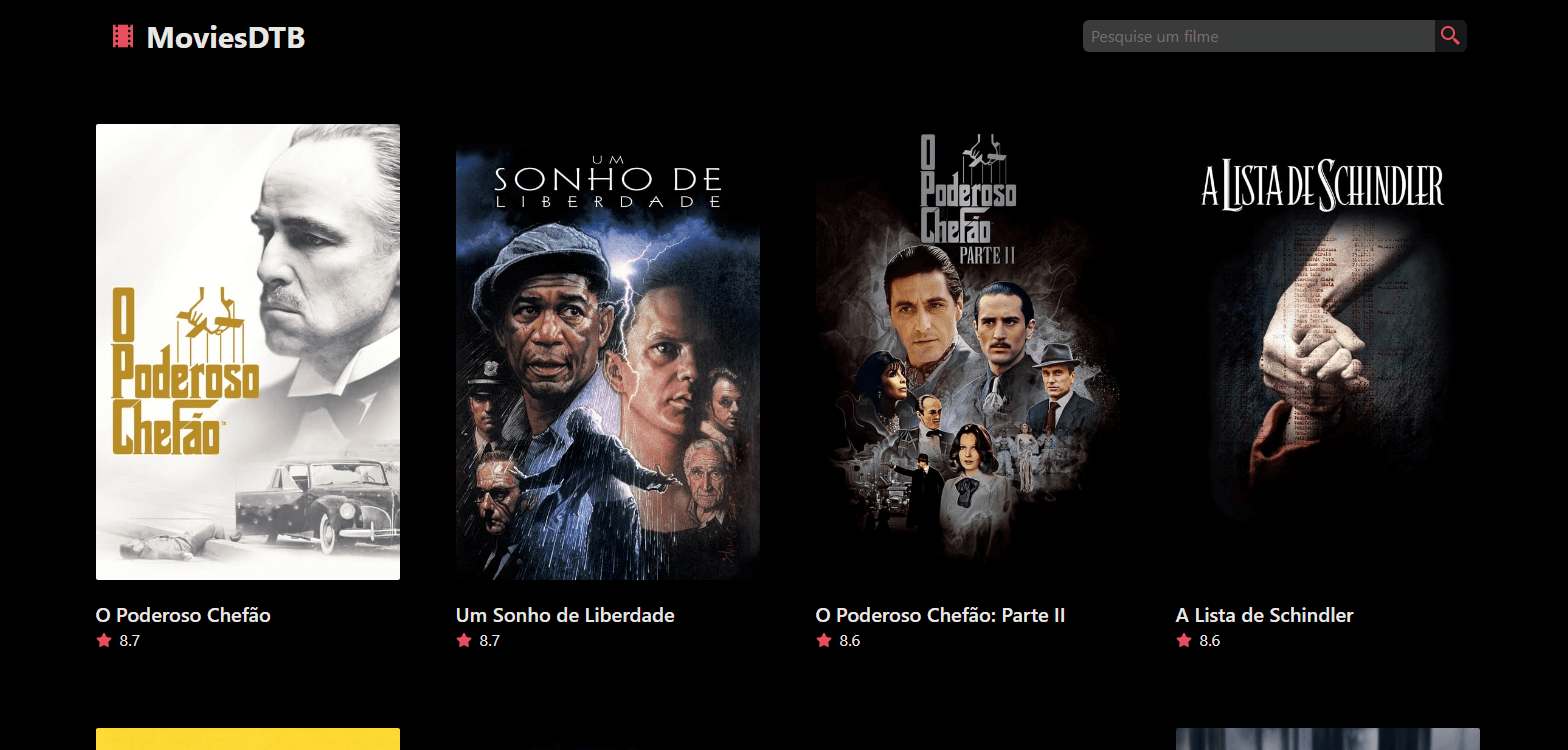 MoviesDTB
Pesquise um filme
O
Poderoso
Chefão
UM
SONHO DE
LIBERDADE
O
Poderoso
Chefão
PARTE II
A LISTA DE SCHINDLER
O Poderoso Chefão
8.7
Um Sonho de Liberdade
8.7
O Poderoso Chefão: Parte II
8.6
A Lista de Schindler
8.6